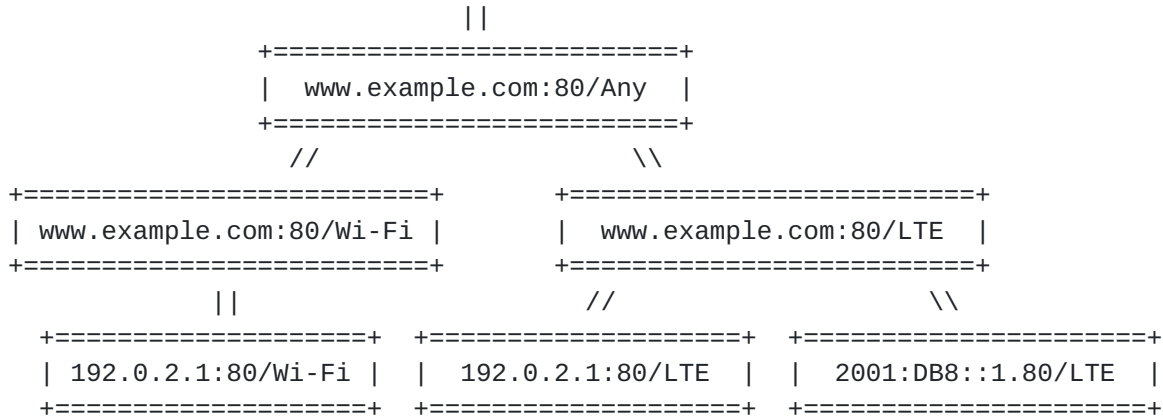 ||
+==========================+
| www.example.com:80/Any |
+==========================+
// \\
+==========================+ +==========================+
| www.example.com:80/Wi-Fi | | www.example.com:80/LTE |
+==========================+ +==========================+
|| // \\
+====================+ +====================+ +======================+
| 192.0.2.1:80/Wi-Fi | | 192.0.2.1:80/LTE | | 2001:DB8::1.80/LTE |
+====================+ +====================+ +======================+